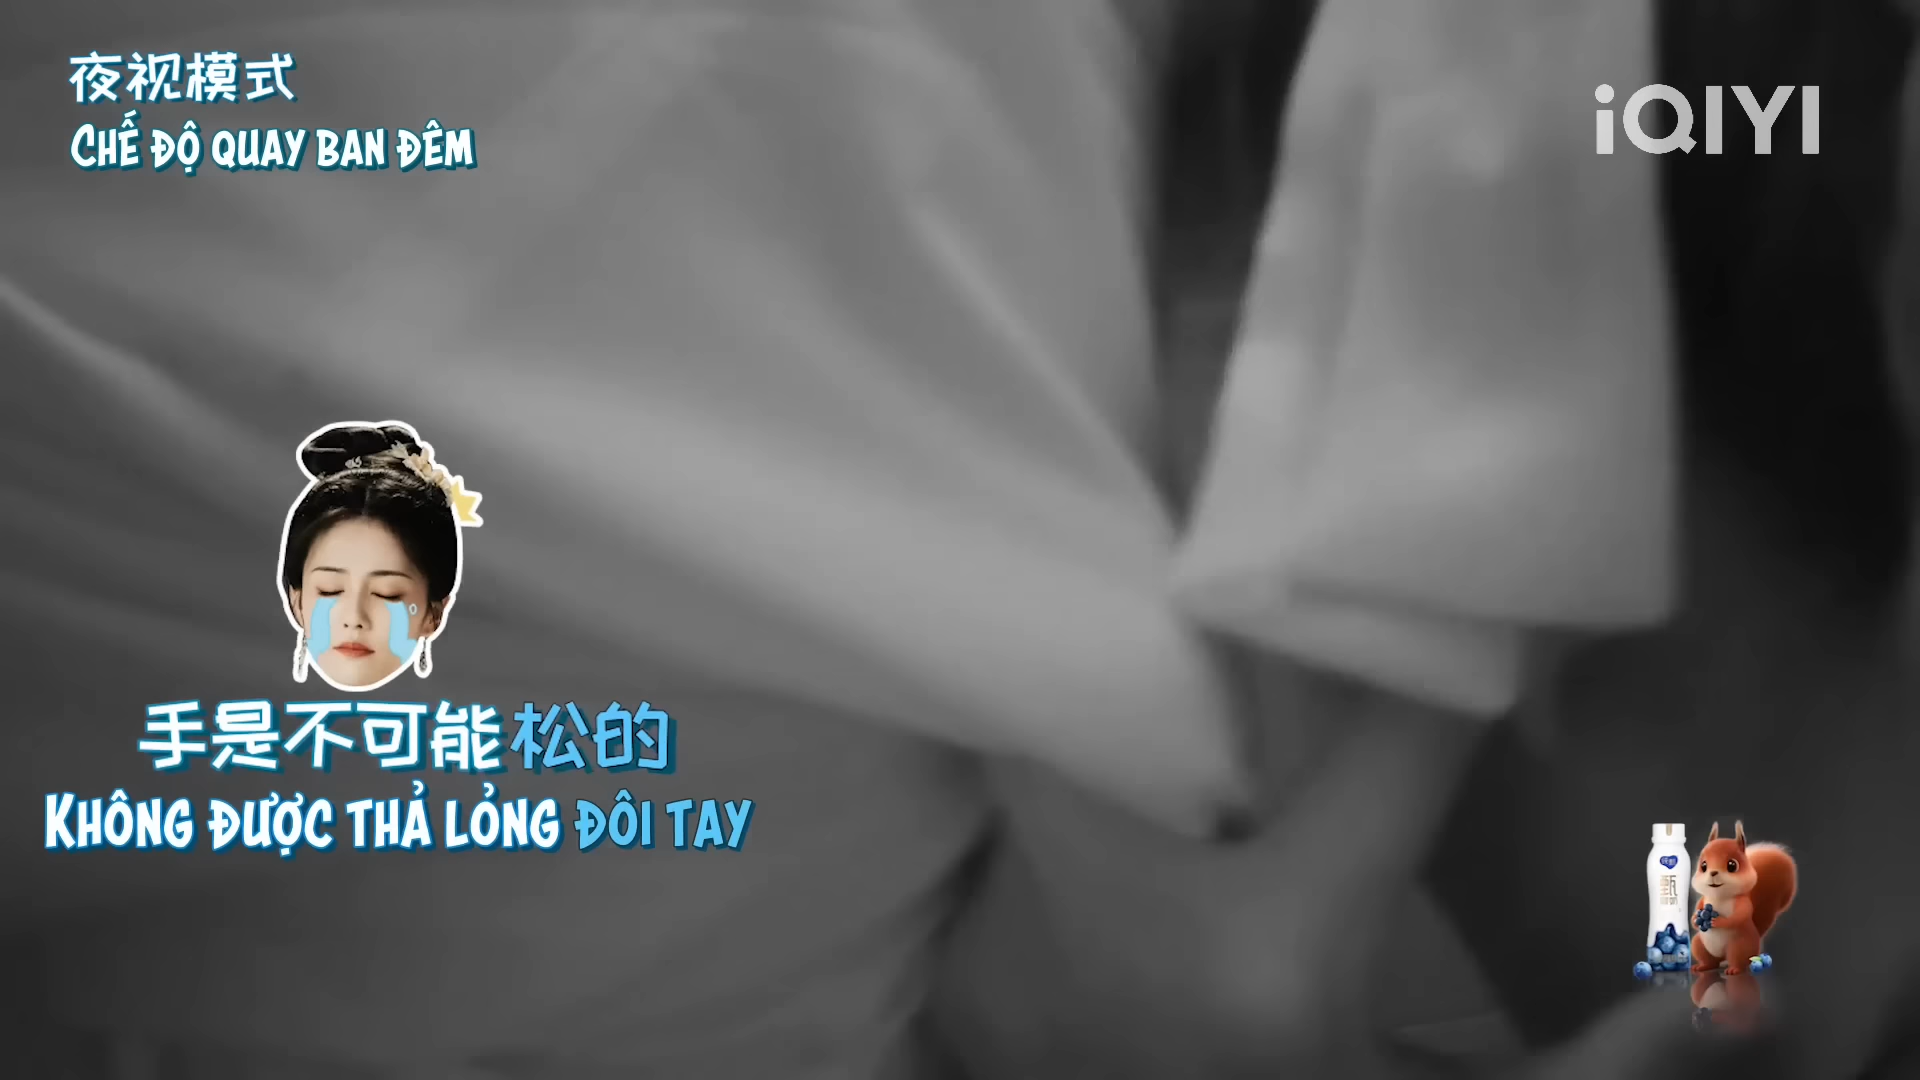 夜视模式
CHẾ ĐỘ QUAY BAN ĐÊM
iQIYI
手是不可能松的
KHÔNG ĐƯỢC THẢ LỎNG ĐÔI TAY